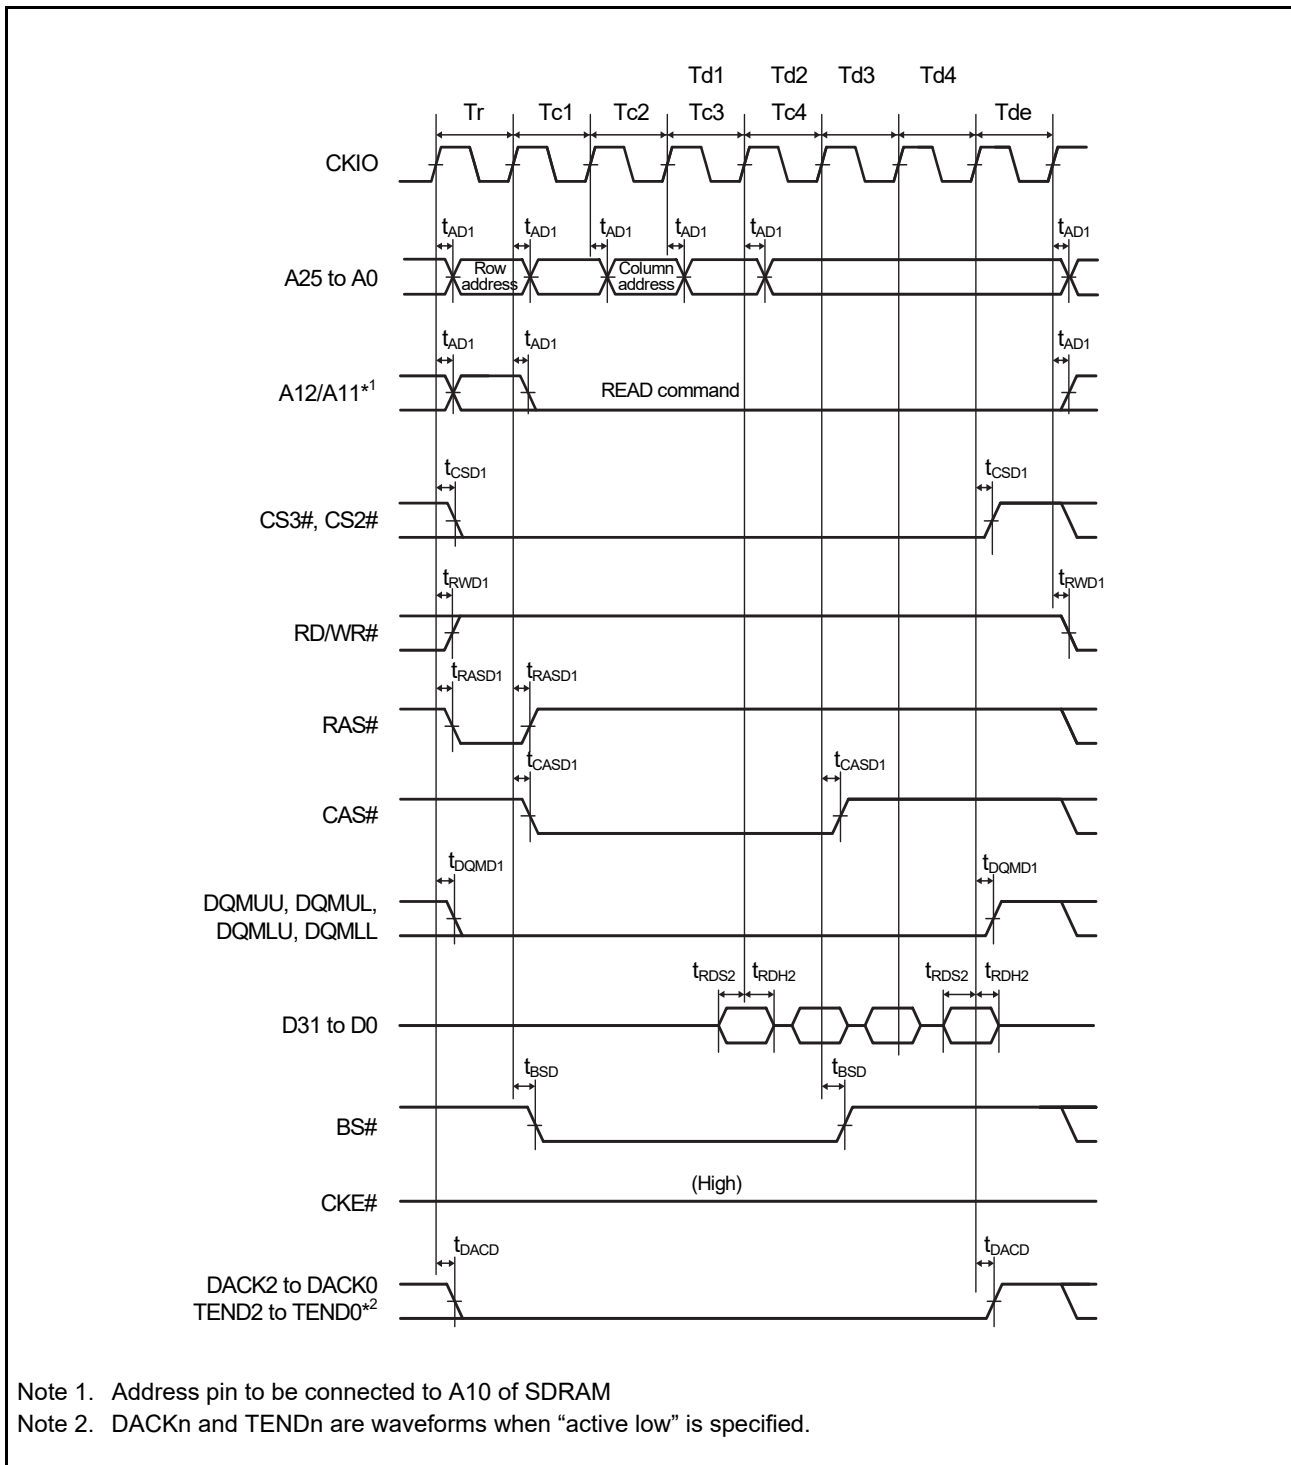 Td1 Td2 Td3 Td4
Tr Tc1 Tc2 Tc3 Tc4 Tde
CKIO
tAD1 tAD1 tAD1 tAD1 tAD1 tAD1
A25 to A0
Row address
Column address
tAD1 tAD1 tAD1
A12/A11*1
READ command
tCSD1 tCSD1
CS3#, CS2#
tRWD1 tRWD1
RD/WR#
tRASD1 tRASD1
RAS#
tCASD1 tCASD1
CAS#
tDQMD1 tDQMD1
DQMUU, DQMUL,
DQMLU, DQMLL
tRDS2 tRDH2 tRDS2 tRDH2
D31 to D0
tBSD tBSD
BS#
(High)
CKE#
tDACD tDACD
DACK2 to DACK0
TEND2 to TEND0*2
Note 1. Address pin to be connected to A10 of SDRAM
Note 2. DACKn and TENDn are waveforms when “active low” is specified.